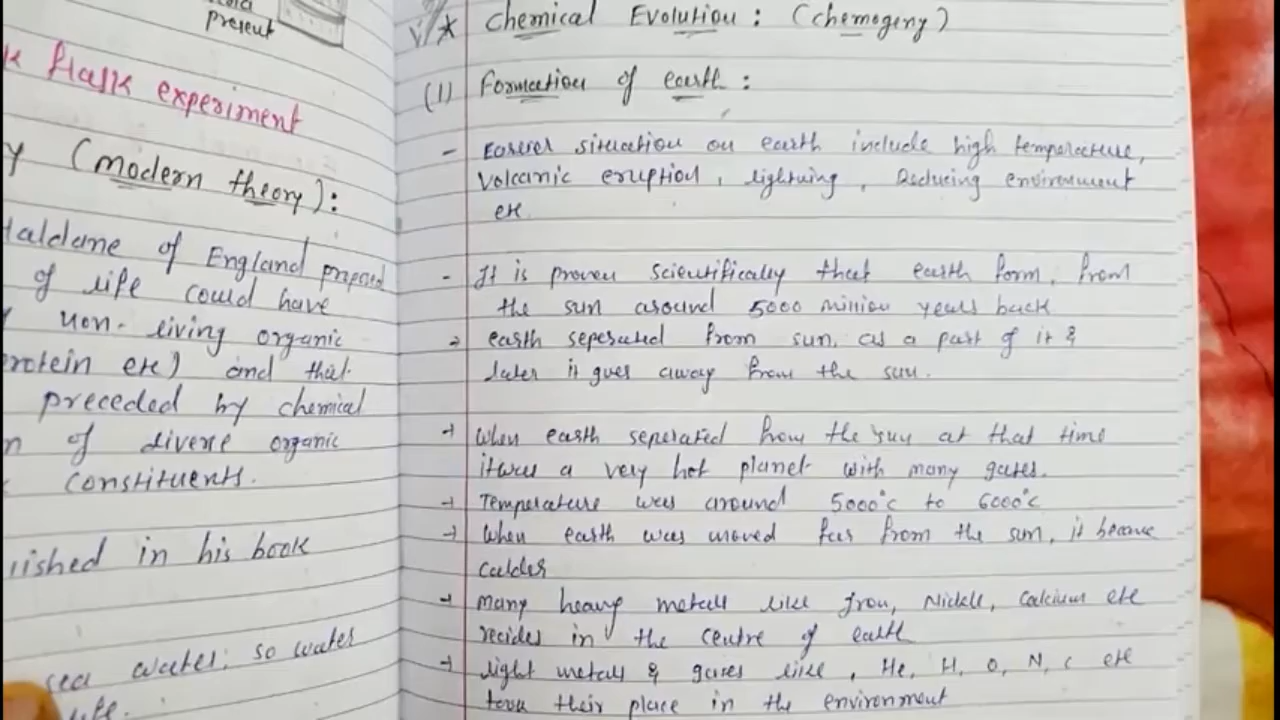 present
flask experiment
(modern theory):
Haldane of England proposed
of life could have
non-living organic
protein etc) and that
preceded by chemical
of diverse organic
constituents.
in his book
sea water; so water
life.
* Chemical Evolution: (chemogeny)
(1) Formation of earth:
- situation on earth include high temperature,
volcanic eruption, lightning, Reducing environment
etc
- It is proven scientifically that earth form, from
the sun around 5000 million years back
→ earth seperated from sun, as a part of it &
later it goes away from the sun.
→ When earth seperated from the sun at that time
it was a very hot planet with many gases.
→ Temperature was around 5000°c to 6000°c
→ When earth was moved far from the sun, it became
colder
→ Many heavy metals like Iron, Nickle, Calcium etc
recides in the centre of earth
→ light metals & gases like, He, H, O, N, C etc
took their place in the environment